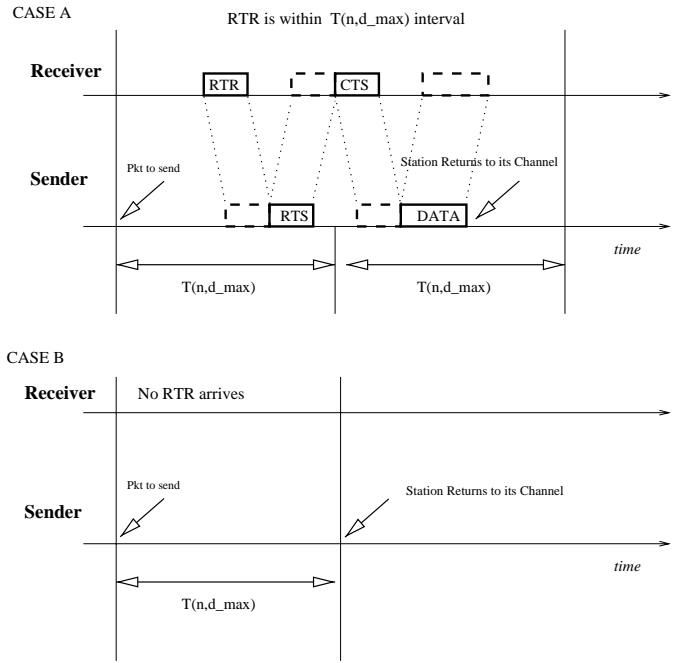 CASE A
RTR is within T(n,d_max) interval
Receiver
RTR
CTS
Station Returns to its Channel
Pkt to send
Sender
RTS
DATA
time
T(n,d_max)
T(n,d_max)
CASE B
Receiver
No RTR arrives
Pkt to send
Station Returns to its Channel
Sender
time
T(n,d_max)